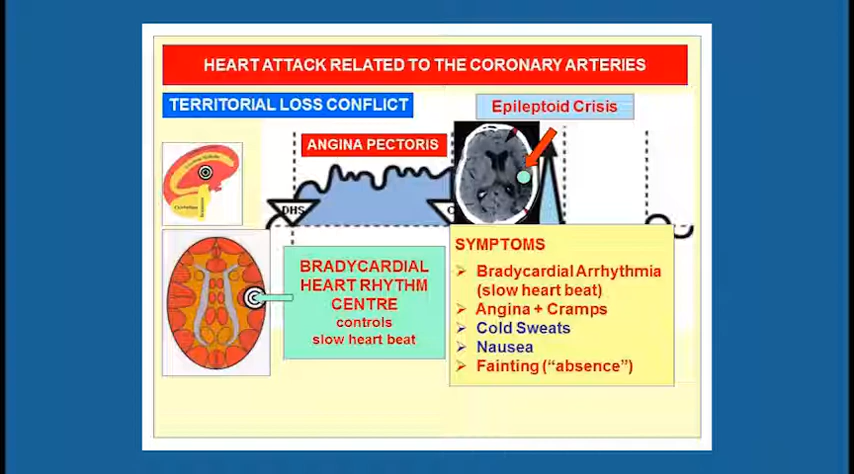 HEART ATTACK RELATED TO THE CORONARY ARTERIES
TERRITORIAL LOSS CONFLICT
Epileptoid Crisis
ANGINA PECTORIS
DHS
C
BRADYCARDIAL
HEART RHYTHM
CENTRE
controls
slow heart beat
SYMPTOMS
Bradycardial Arrhythmia
(slow heart beat)
Angina + Cramps
Cold Sweats
Nausea
Fainting (“absence”)